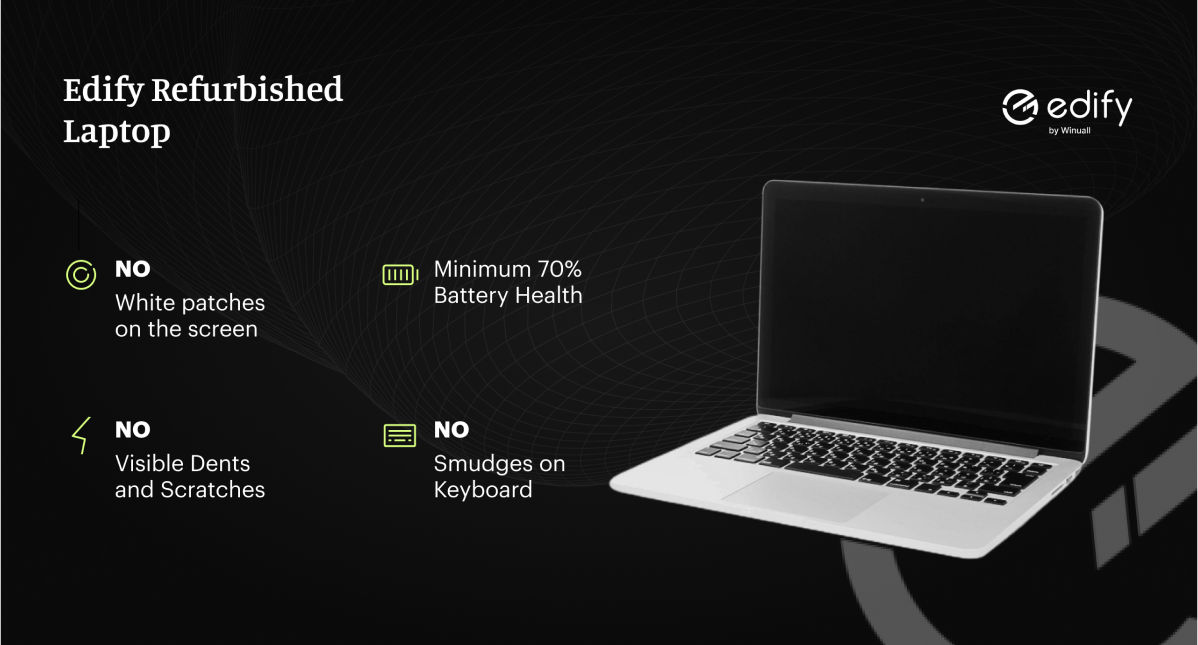 Edify Refurbished
Laptop
edify
by Winuall
NO
White patches
on the screen
Minimum 70%
Battery Health
NO
Visible Dents
and Scratches
NO
Smudges on
Keyboard